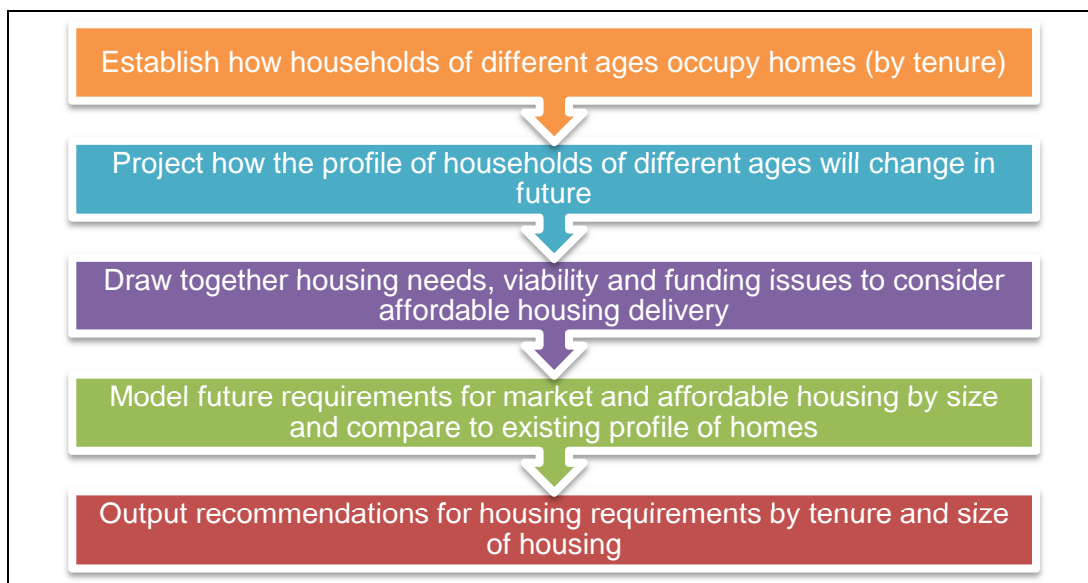 Establish how households of different ages occupy homes (by tenure)
Project how the profile of households of different ages will change in
future
Draw together housing needs, viability and funding issues to consider
affordable housing delivery
Model future requirements for market and affordable housing by size
and compare to existing profile of homes
Output recommendations for housing requirements by tenure and size
of housing